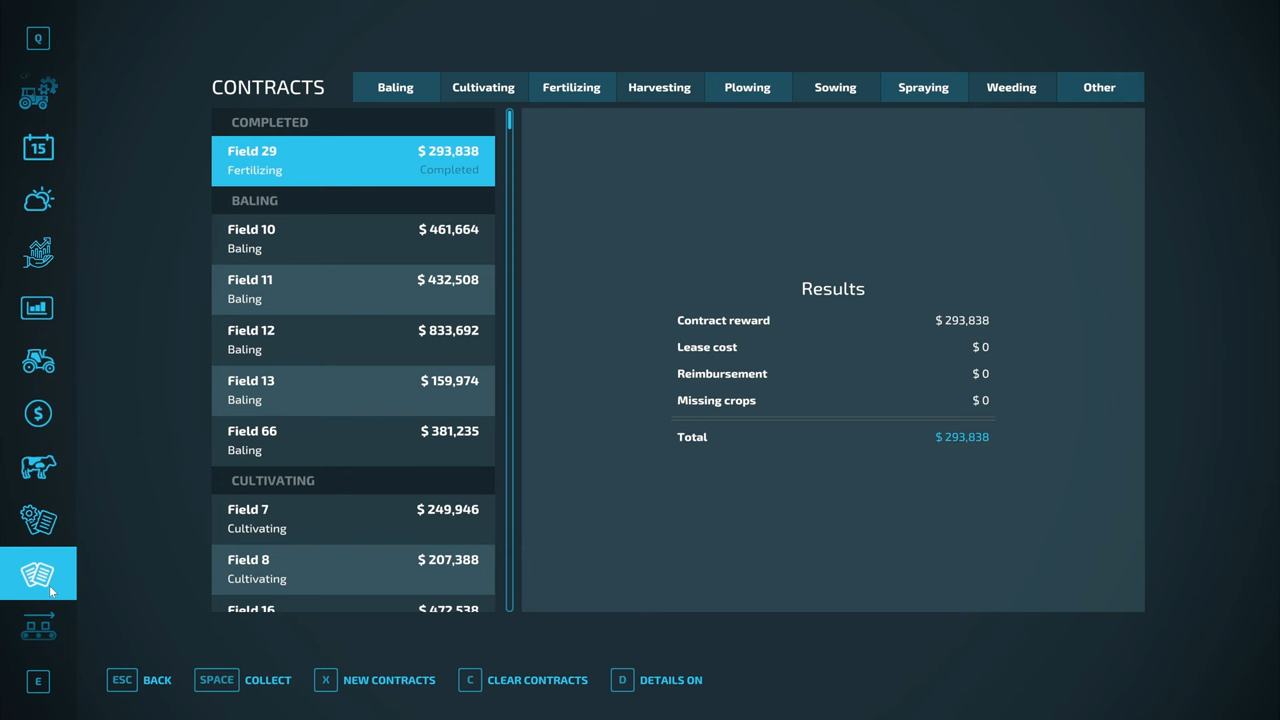 Q
CONTRACTS
Baling
Cultivating
Fertilizing
Harvesting
Plowing
Sowing
Spraying
Weeding
Other
COMPLETED
Field 29 $ 293,838
Fertilizing Completed
15
BALING
Field 10 $ 461,664
Baling
Field 11 $ 432,508
Baling
Field 12 $ 833,692
Baling
Field 13 $ 159,974
Baling
Field 66 $ 381,235
Baling
CULTIVATING
Field 7 $ 249,946
Cultivating
Field 8 $ 207,388
Cultivating
Field 16 $ 472,538
Results
Contract reward $ 293,838
Lease cost $ 0
Reimbursement $ 0
Missing crops $ 0
Total $ 293,838
$
E
ESC BACK SPACE COLLECT X NEW CONTRACTS C CLEAR CONTRACTS D DETAILS ON